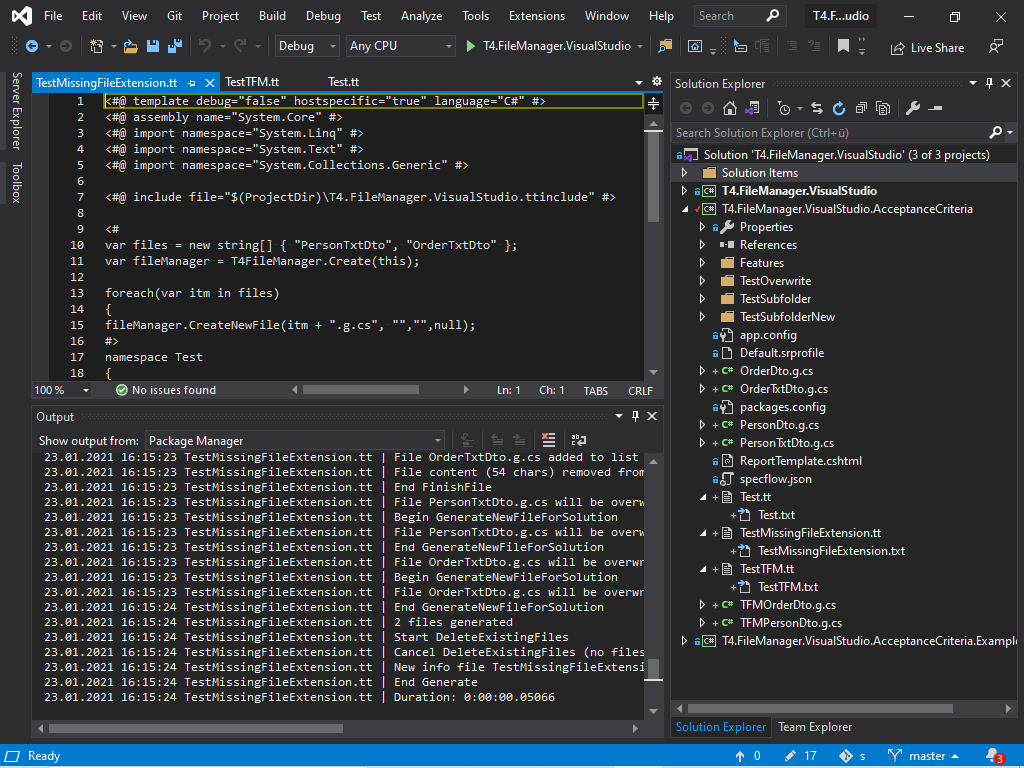 File Edit View Git Project Build Debug Test Analyze Tools Extensions Window Help Search T4.F...udio
Debug Any CPU T4.FileManager.VisualStudio Live Share
Server Explorer
Toolbox
TestMissingFileExtension.tt TestTFM.tt Test.tt
1 <#@ template debug="false" hostspecific="true" language="C#" #>
2 <#@ assembly name="System.Core" #>
3 <#@ import namespace="System.Linq" #>
4 <#@ import namespace="System.Text" #>
5 <#@ import namespace="System.Collections.Generic" #>
6
7 <#@ include file="$(ProjectDir)\T4.FileManager.VisualStudio.ttinclude" #>
8
9 <#
10 var files = new string[] { "PersonTxtDto", "OrderTxtDto" };
11 var fileManager = T4FileManager.Create(this);
12
13 foreach(var itm in files)
14 {
15 fileManager.CreateNewFile(itm + ".g.cs", "","",null);
16 #>
17 namespace Test
18 {
100 % No issues found Ln: 1 Ch: 1 TABS CRLF
Output
Show output from: Package Manager
23.01.2021 16:15:23 TestMissingFileExtension.tt | File OrderTxtDto.g.cs added to list
23.01.2021 16:15:23 TestMissingFileExtension.tt | File content (54 chars) removed from
23.01.2021 16:15:23 TestMissingFileExtension.tt | End FinishFile
23.01.2021 16:15:23 TestMissingFileExtension.tt | File PersonTxtDto.g.cs will be overw
23.01.2021 16:15:23 TestMissingFileExtension.tt | Begin GenerateNewFileForSolution
23.01.2021 16:15:23 TestMissingFileExtension.tt | File PersonTxtDto.g.cs will be overw
23.01.2021 16:15:23 TestMissingFileExtension.tt | End GenerateNewFileForSolution
23.01.2021 16:15:23 TestMissingFileExtension.tt | File OrderTxtDto.g.cs will be overwr
23.01.2021 16:15:23 TestMissingFileExtension.tt | Begin GenerateNewFileForSolution
23.01.2021 16:15:23 TestMissingFileExtension.tt | File OrderTxtDto.g.cs will be overwr
23.01.2021 16:15:24 TestMissingFileExtension.tt | End GenerateNewFileForSolution
23.01.2021 16:15:24 TestMissingFileExtension.tt | 2 files generated
23.01.2021 16:15:24 TestMissingFileExtension.tt | Start DeleteExistingFiles
23.01.2021 16:15:24 TestMissingFileExtension.tt | Cancel DeleteExistingFiles (no files
23.01.2021 16:15:24 TestMissingFileExtension.tt | New info file TestMissingFileExtensi
23.01.2021 16:15:24 TestMissingFileExtension.tt | End Generate
23.01.2021 16:15:24 TestMissingFileExtension.tt | Duration: 0:00:00.05066
Solution Explorer
Search Solution Explorer (Ctrl+ü)
Solution 'T4.FileManager.VisualStudio' (3 of 3 projects)
Solution Items
C# T4.FileManager.VisualStudio
C# T4.FileManager.VisualStudio.AcceptanceCriteria
Properties
References
Features
TestOverwrite
TestSubfolder
TestSubfolderNew
app.config
Default.srprofile
C# OrderDto.g.cs
C# OrderTxtDto.g.cs
packages.config
C# PersonDto.g.cs
C# PersonTxtDto.g.cs
ReportTemplate.cshtml
specflow.json
Test.tt
Test.txt
TestMissingFileExtension.tt
TestMissingFileExtension.txt
TestTFM.tt
TestTFM.txt
C# TFMOrderDto.g.cs
C# TFMPersonDto.g.cs
C# T4.FileManager.VisualStudio.AcceptanceCriteria.Example
Solution Explorer Team Explorer
Ready 0 17 s master 3